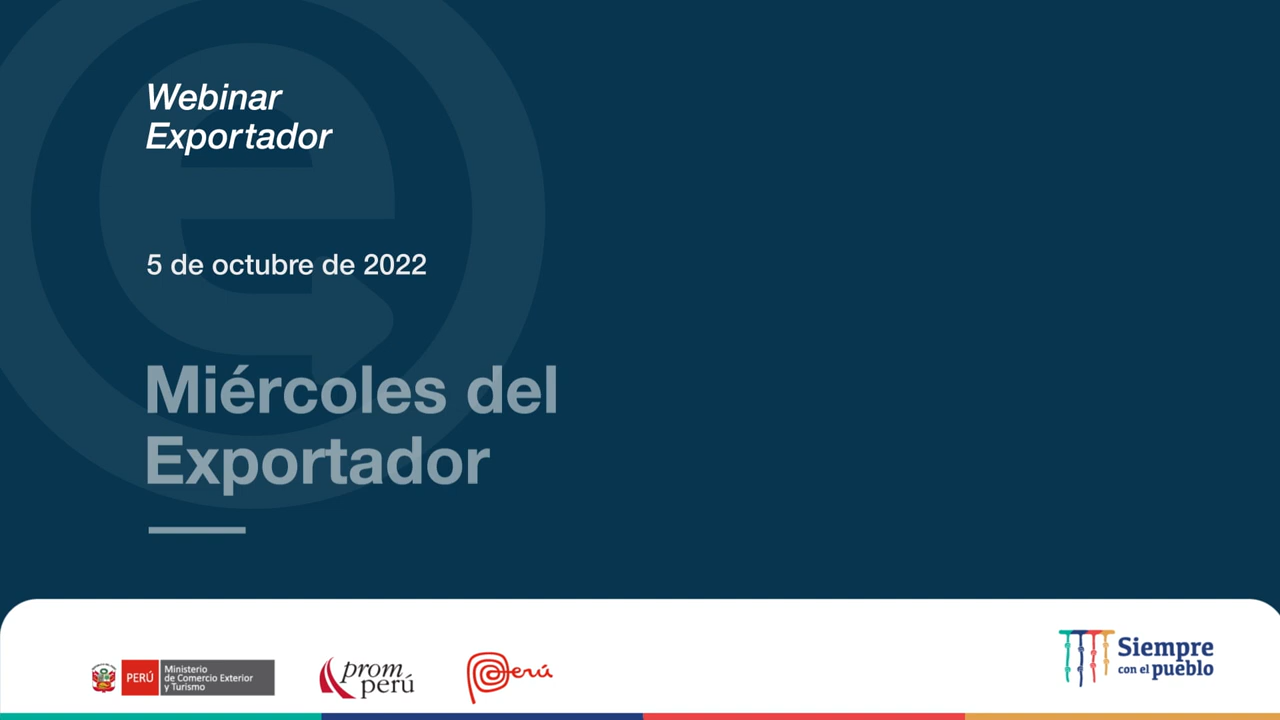 Webinar
Exportador
5 de octubre de 2022
Miércoles del
Exportador
PERÚ
Ministerio
de Comercio Exterior
y Turismo
prom
perú
Perú
Siempre
con el pueblo